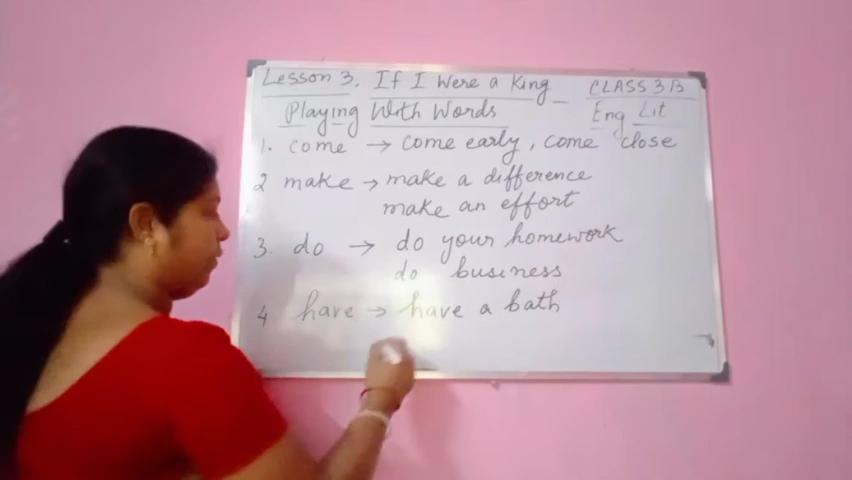 Lesson 3. If I Were a King CLASS 3 B
Playing With Words Eng Lit
1. come → come early, come close
2 make → make a difference
make an effort
3. do → do your homework
do business
4 have → have a bath